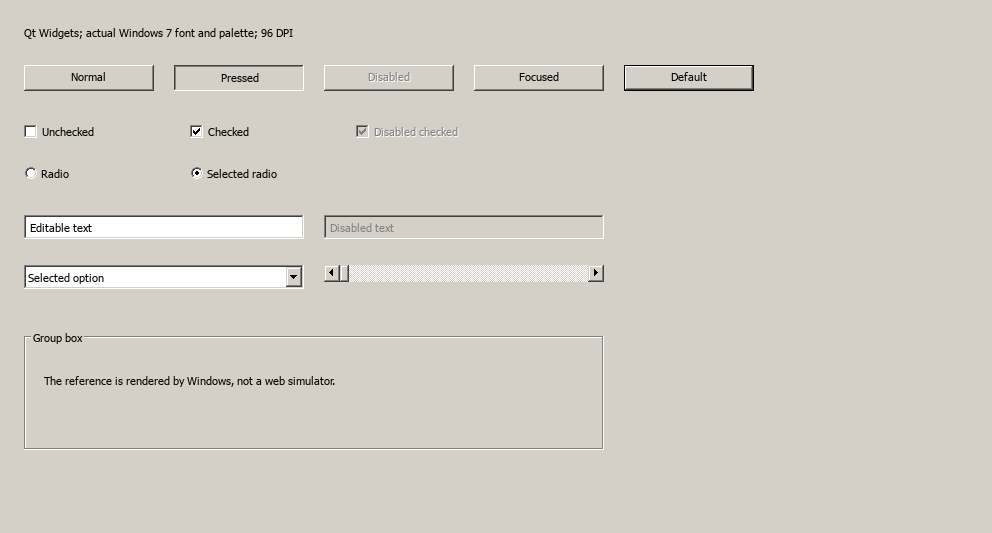 Qt Widgets; actual Windows 7 font and palette; 96 DPI
Normal
Pressed
Disabled
Focused
Default
Unchecked
Checked
Disabled checked
Radio
Selected radio
Editable text
Disabled text
Selected option
Group box
The reference is rendered by Windows, not a web simulator.